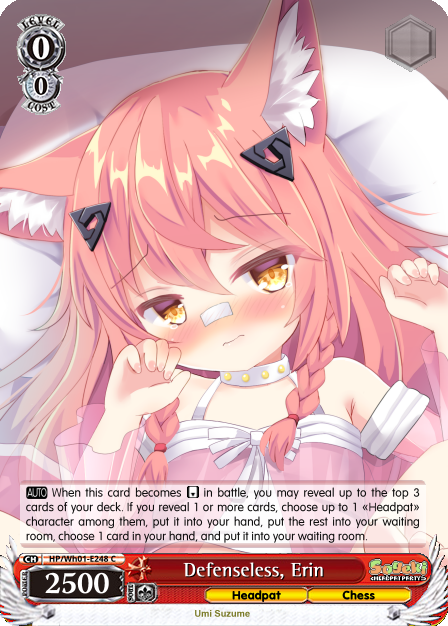 LEVEL
0
0
COST
AUTO When this card becomes in battle, you may reveal up to the top 3
cards of your deck. If you reveal 1 or more cards, choose up to 1 «Headpat»
character among them, put it into your hand, put the rest into your waiting
room, choose 1 card in your hand, and put it into your waiting room.
CH HP/Wh01-E248 C
POWER
2500
SOUL
Defenseless, Erin
Sayori
HEADPAT PARTY
Headpat
Chess
Umi Suzume